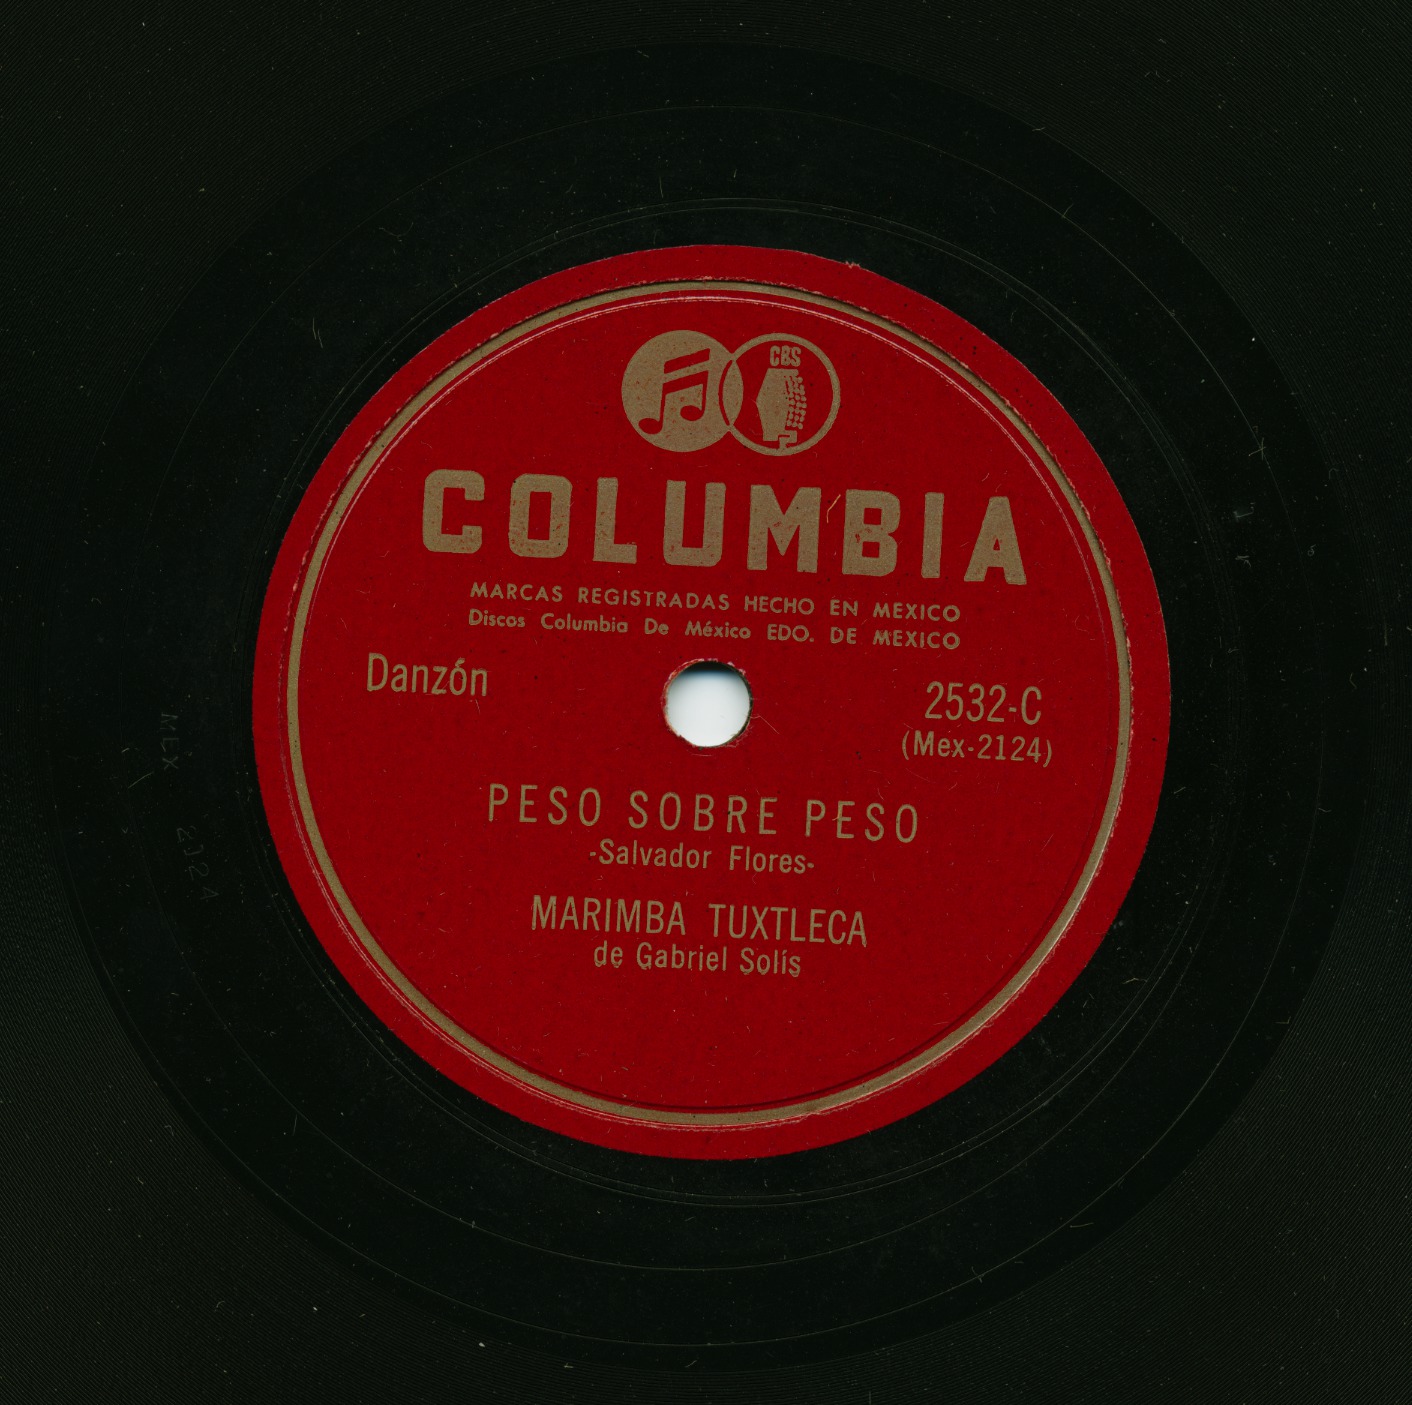 CBS
COLUMBIA
MARCAS REGISTRADAS HECHO EN MEXICO
Discos Columbia De México EDO. DE MEXICO
Danzón
2532-C
(Mex-2124)
PESO SOBRE PESO
-Salvador Flores-
MARIMBA TUXTLECA
de Gabriel Solís
MEX 2124